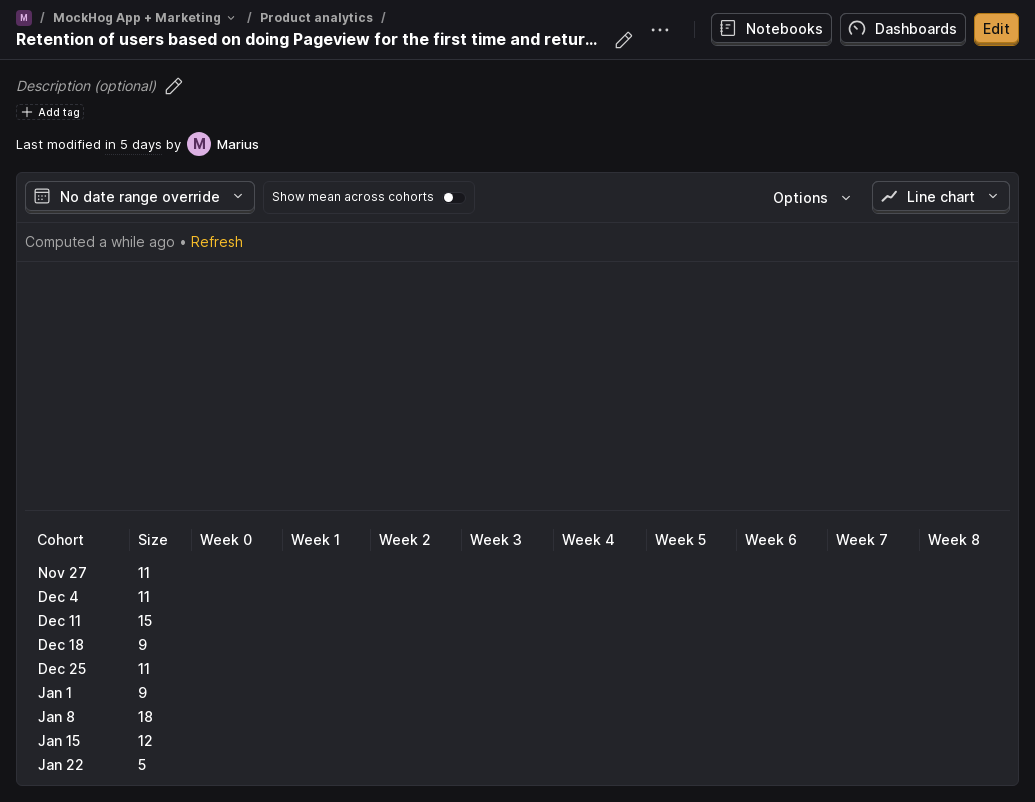 M / MockHog App + Marketing / Product analytics /
Retention of users based on doing Pageview for the first time and retur...
Notebooks Dashboards Edit
Description (optional)
Add tag
Last modified in 5 days by M Marius
No date range override Show mean across cohorts Options Line chart
Computed a while ago • Refresh
Cohort Size Week 0 Week 1 Week 2 Week 3 Week 4 Week 5 Week 6 Week 7 Week 8
Nov 27 11
Dec 4 11
Dec 11 15
Dec 18 9
Dec 25 11
Jan 1 9
Jan 8 18
Jan 15 12
Jan 22 5